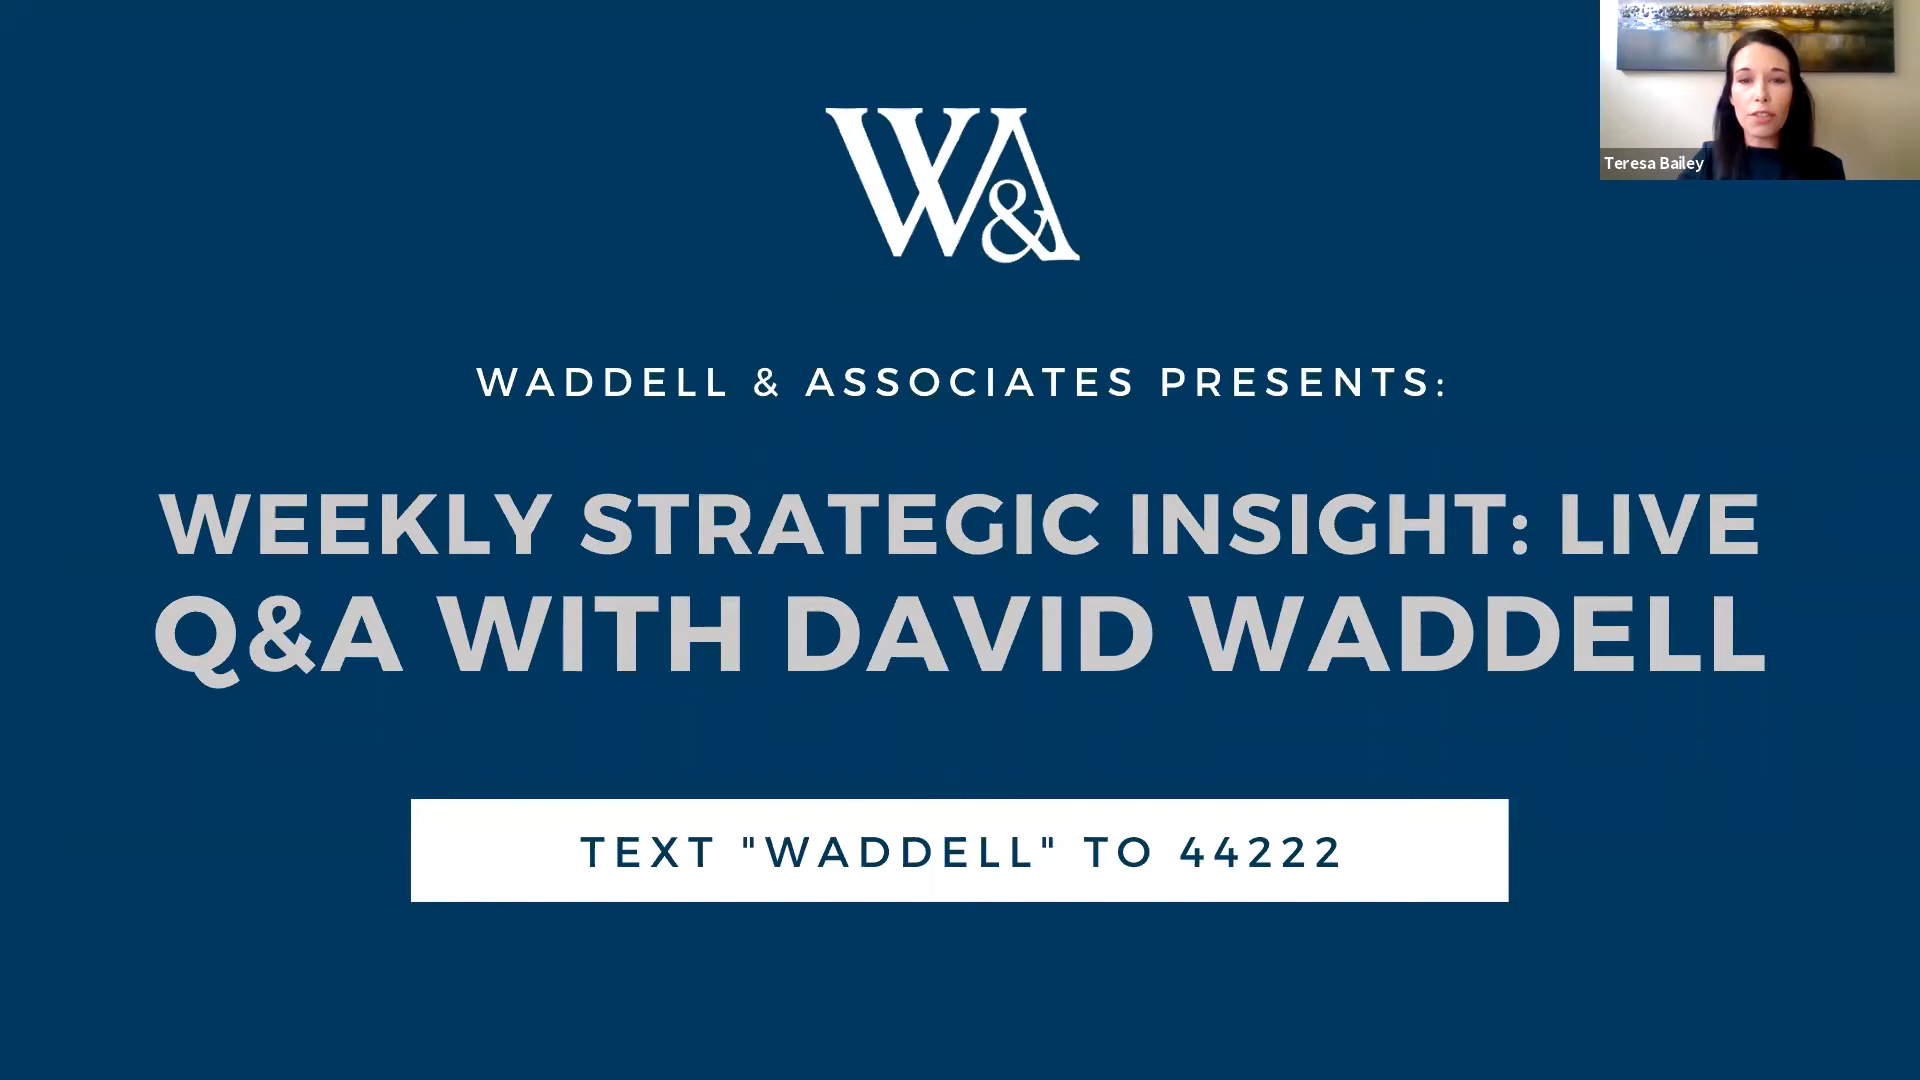 W&A
Teresa Bailey
WADDELL & ASSOCIATES PRESENTS:
WEEKLY STRATEGIC INSIGHT: LIVE
Q&A WITH DAVID WADDELL
TEXT "WADDELL" TO 44222